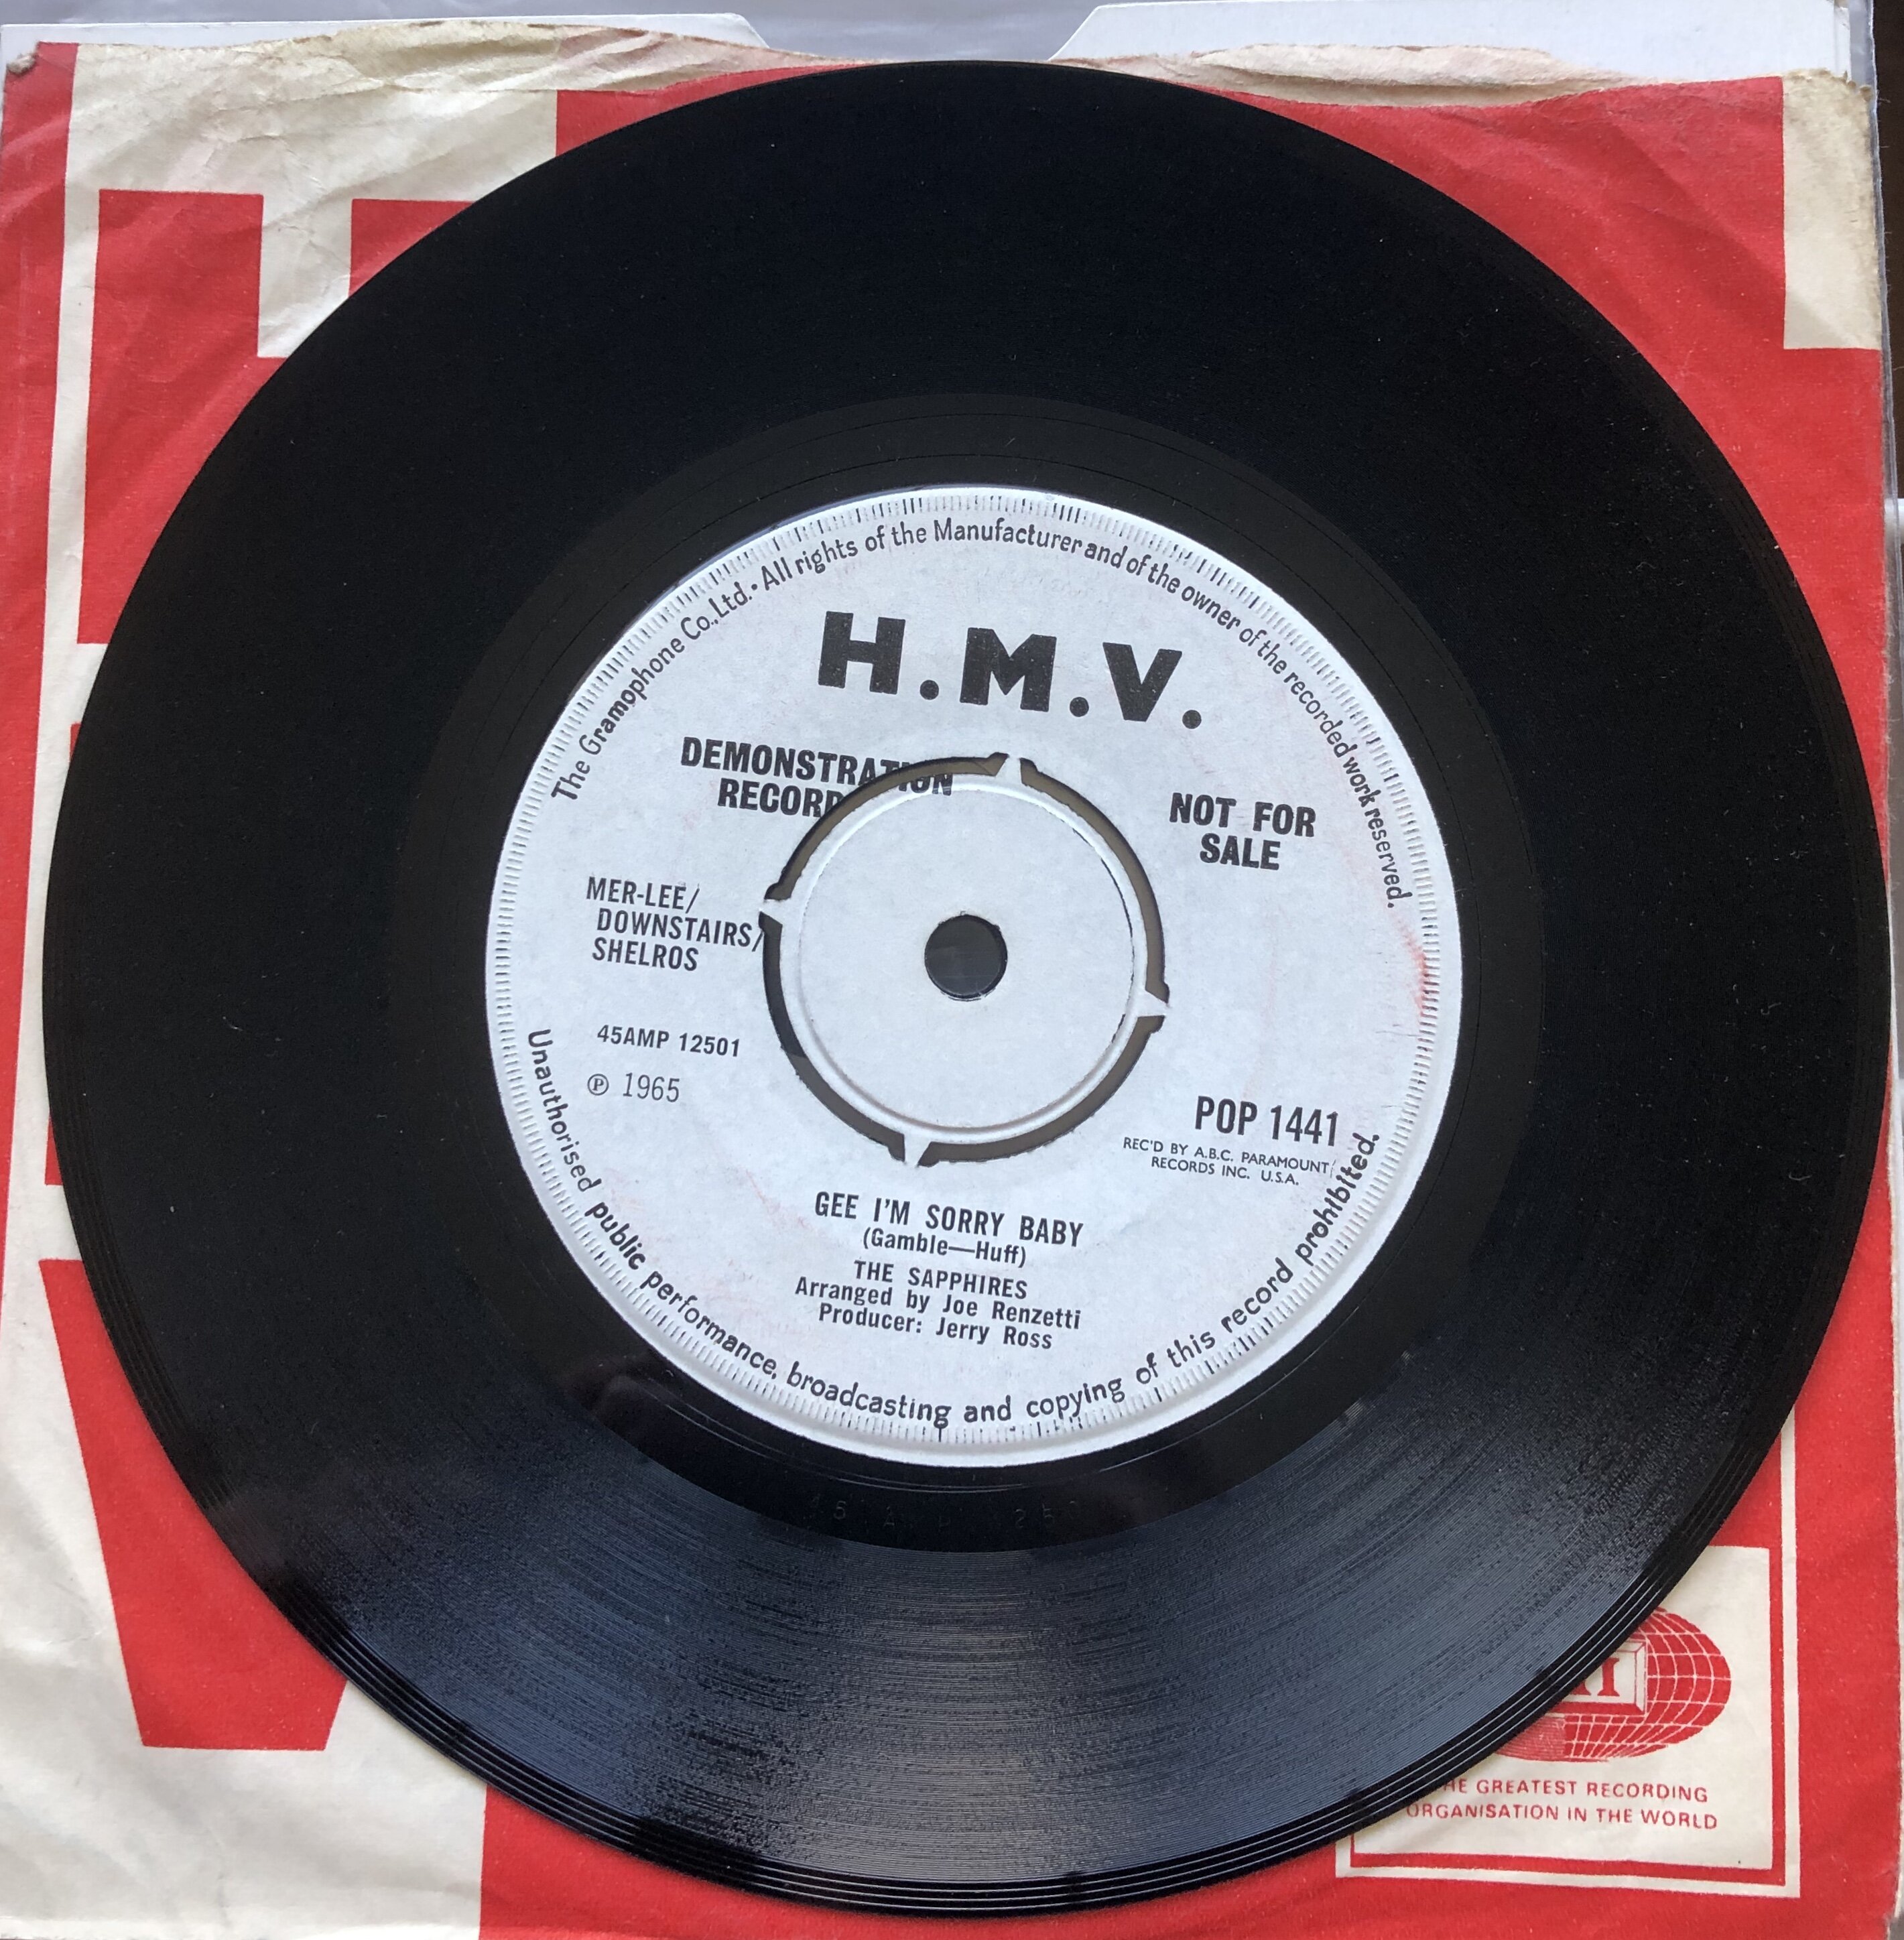 The Gramophone Co., Ltd. • All rights of the Manufacturer and of the owner of the recorded work reserved.
H.M.V.
DEMONSTRATION
RECORD
NOT FOR
SALE
MER-LEE/
DOWNSTAIRS/
SHELROS
45AMP 12501
℗ 1965
POP 1441
REC'D BY A.B.C. PARAMOUNT
RECORDS INC. U.S.A.
GEE I'M SORRY BABY
(Gamble—Huff)
THE SAPPHIRES
Arranged by Joe Renzetti
Producer: Jerry Ross
Unauthorised public performance, broadcasting and copying of this record prohibited.
GREATEST RECORDING
ORGANISATION IN THE WORLD